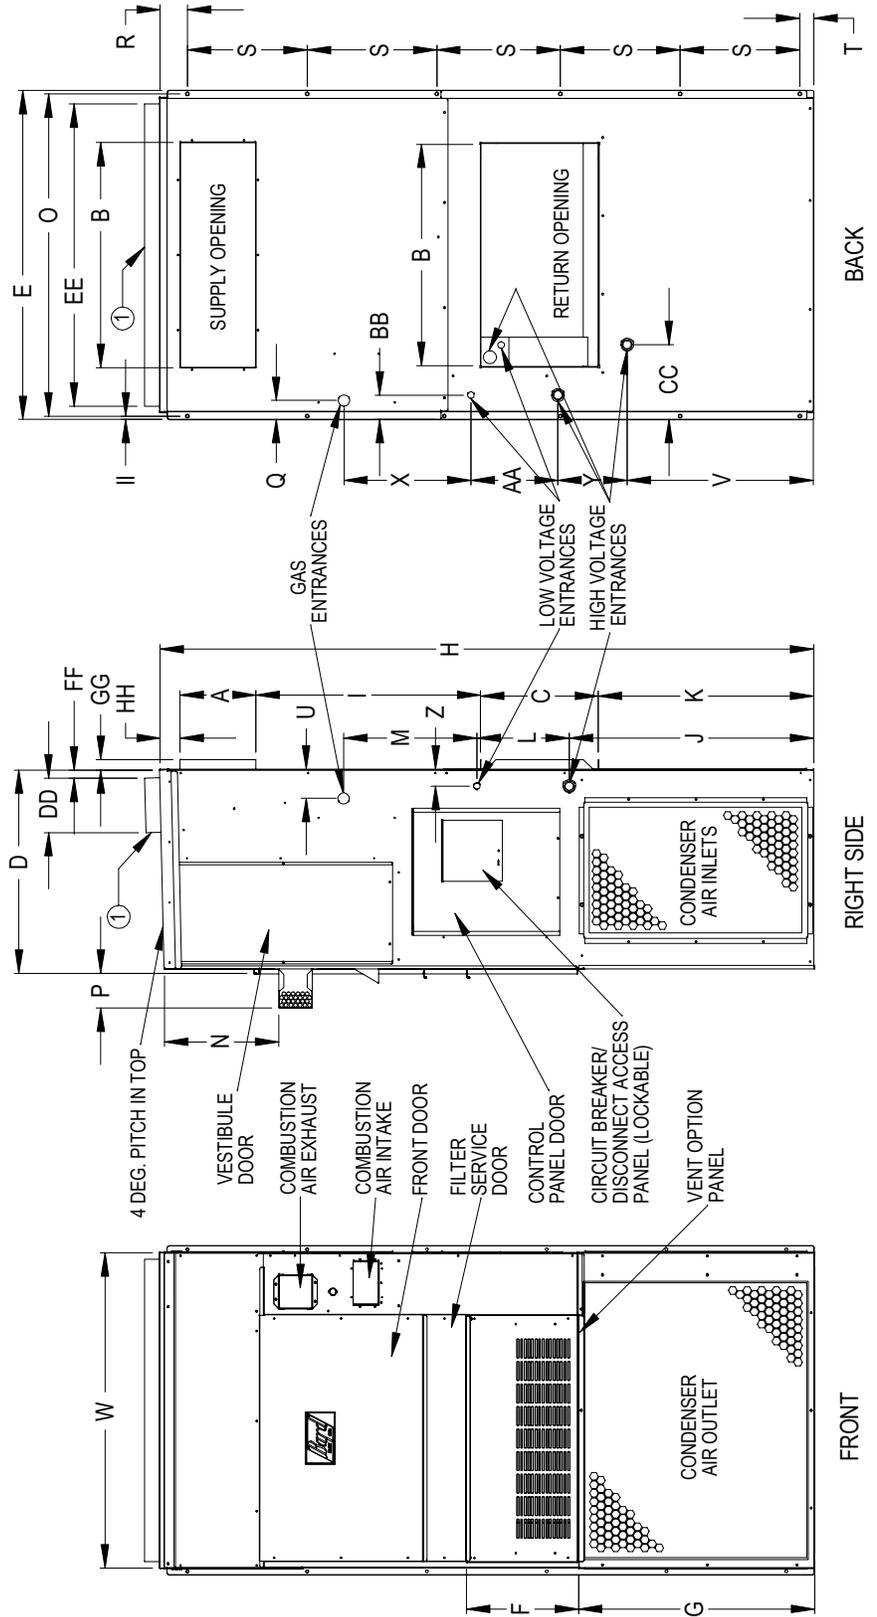 W
F
G
Bard
CONDENSER
AIR OUTLET
FRONT
COMBUSTION
AIR EXHAUST
COMBUSTION
AIR INTAKE
FRONT DOOR
FILTER
SERVICE
DOOR
VENT OPTION
PANEL
4 DEG. PITCH IN TOP
VESTIBULE
DOOR
CONTROL
PANEL DOOR
CIRCUIT BREAKER/
DISCONNECT ACCESS
PANEL (LOCKABLE)
D
P
DD
FF
GG
HH
1
N
A
U
I
M
Z
H
C
L
K
J
CONDENSER
AIR INLETS
RIGHT SIDE
GAS
ENTRANCES
LOW VOLTAGE
ENTRANCES
HIGH VOLTAGE
ENTRANCES
E
O
EE
B
1
II
Q
BB
X
AA
Y
V
CC
SUPPLY OPENING
B
RETURN OPENING
R
S
S
S
S
S
T
BACK